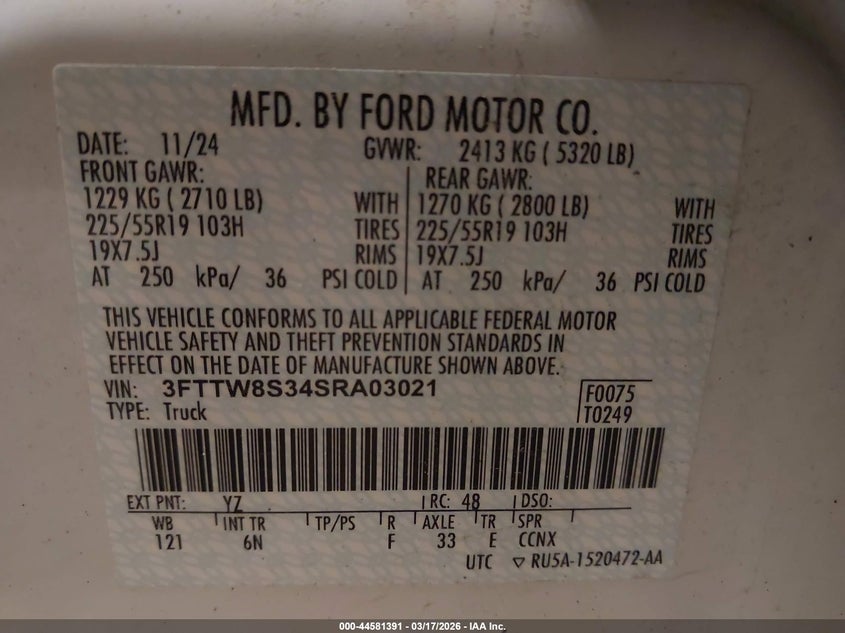 MFD. BY FORD MOTOR CO.
DATE: 11/24 GVWR: 2413 KG ( 5320 LB)
FRONT GAWR: REAR GAWR:
1229 KG ( 2710 LB) WITH 1270 KG ( 2800 LB) WITH
225/55R19 103H TIRES 225/55R19 103H TIRES
19X7.5J RIMS 19X7.5J RIMS
AT 250 kPa/ 36 PSI COLD AT 250 kPa/ 36 PSI COLD
THIS VEHICLE CONFORMS TO ALL APPLICABLE FEDERAL MOTOR
VEHICLE SAFETY AND THEFT PREVENTION STANDARDS IN
EFFECT ON THE DATE OF MANUFACTURE SHOWN ABOVE.
VIN: 3FTTW8S34SRA03021 F0075
TYPE: Truck T0249
EXT PNT: YZ RC: 48 DSO:
WB INT TR TP/PS R AXLE TR SPR
121 6N F 33 E CCNX
UTC ▽ RU5A-1520472-AA
000-44581391 - 03/17/2026 - IAA Inc.